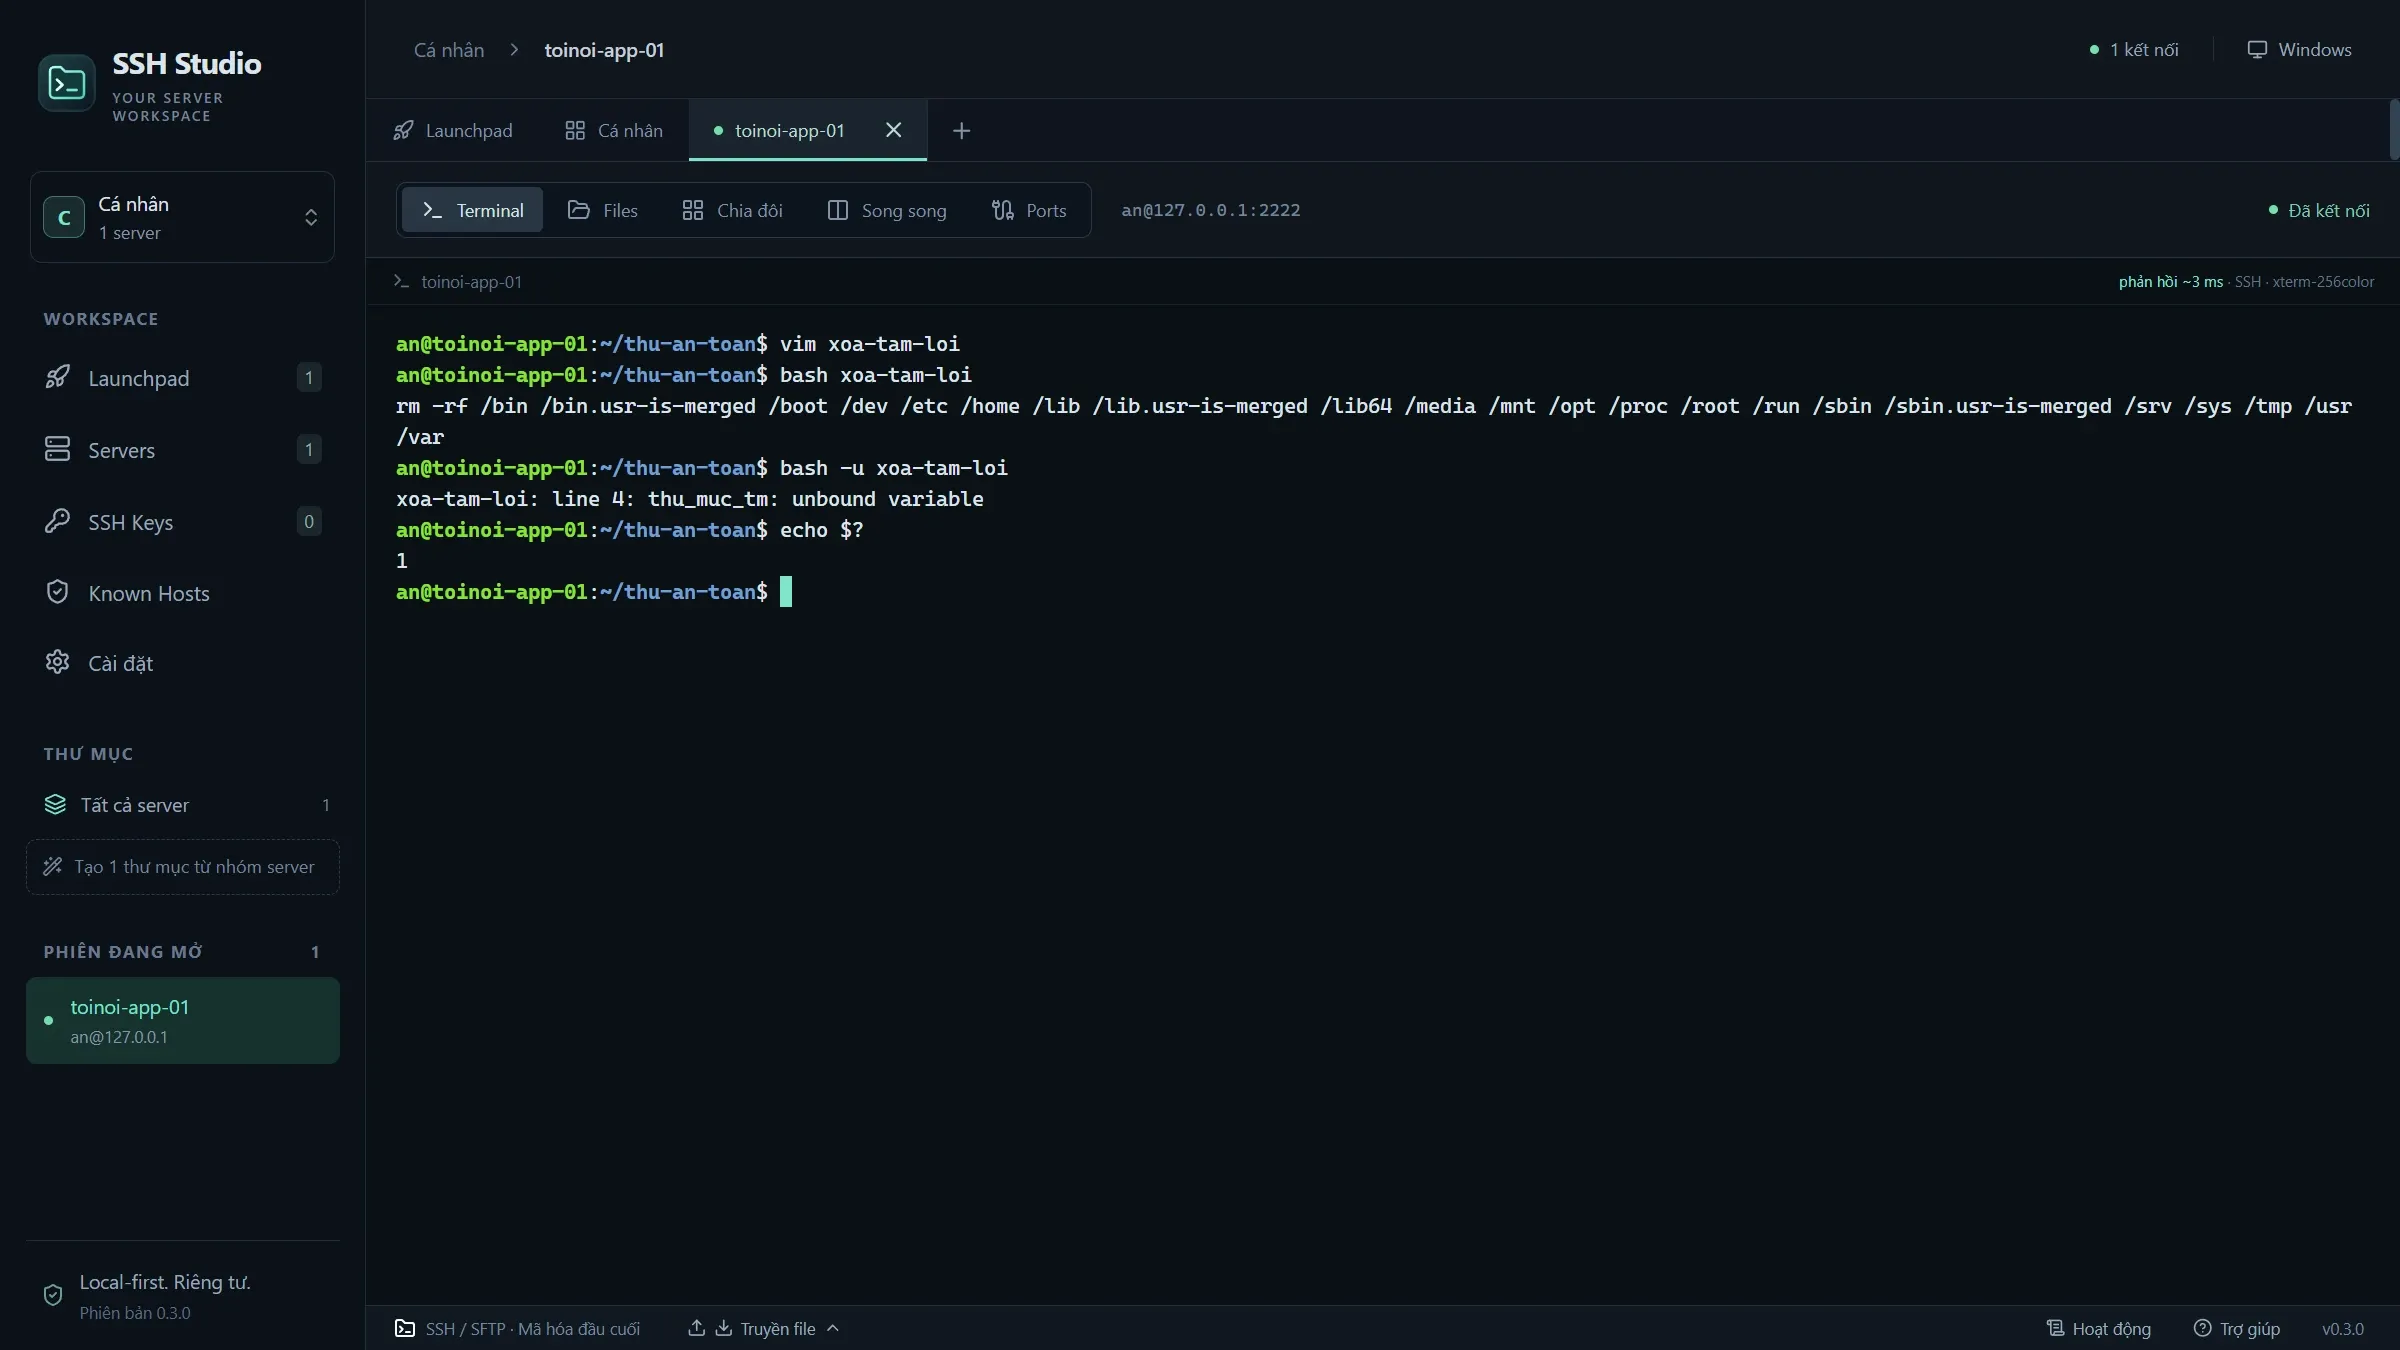 SSH Studio
YOUR SERVER
WORKSPACE
C
Cá nhân
1 server
WORKSPACE
Launchpad 1
Servers 1
SSH Keys 0
Known Hosts
Cài đặt
THƯ MỤC
Tất cả server 1
Tạo 1 thư mục từ nhóm server
PHIÊN ĐANG MỞ 1
toinoi-app-01
an@127.0.0.1
Local-first. Riêng tư.
Phiên bản 0.3.0
Cá nhân > toinoi-app-01
1 kết nối
Windows
Launchpad
Cá nhân
toinoi-app-01
Terminal
Files
Chia đôi
Song song
Ports
an@127.0.0.1:2222
Đã kết nối
toinoi-app-01
phản hồi ~3 ms · SSH · xterm-256color
an@toinoi-app-01:~/thu-an-toan$ vim xoa-tam-loi
an@toinoi-app-01:~/thu-an-toan$ bash xoa-tam-loi
rm -rf /bin /bin.usr-is-merged /boot /dev /etc /home /lib /lib.usr-is-merged /lib64 /media /mnt /opt /proc /root /run /sbin /sbin.usr-is-merged /srv /sys /tmp /usr
/var
an@toinoi-app-01:~/thu-an-toan$ bash -u xoa-tam-loi
xoa-tam-loi: line 4: thu_muc_tm: unbound variable
an@toinoi-app-01:~/thu-an-toan$ echo $?
1
an@toinoi-app-01:~/thu-an-toan$
SSH / SFTP · Mã hóa đầu cuối
Truyền file
Hoạt động
Trợ giúp
v0.3.0